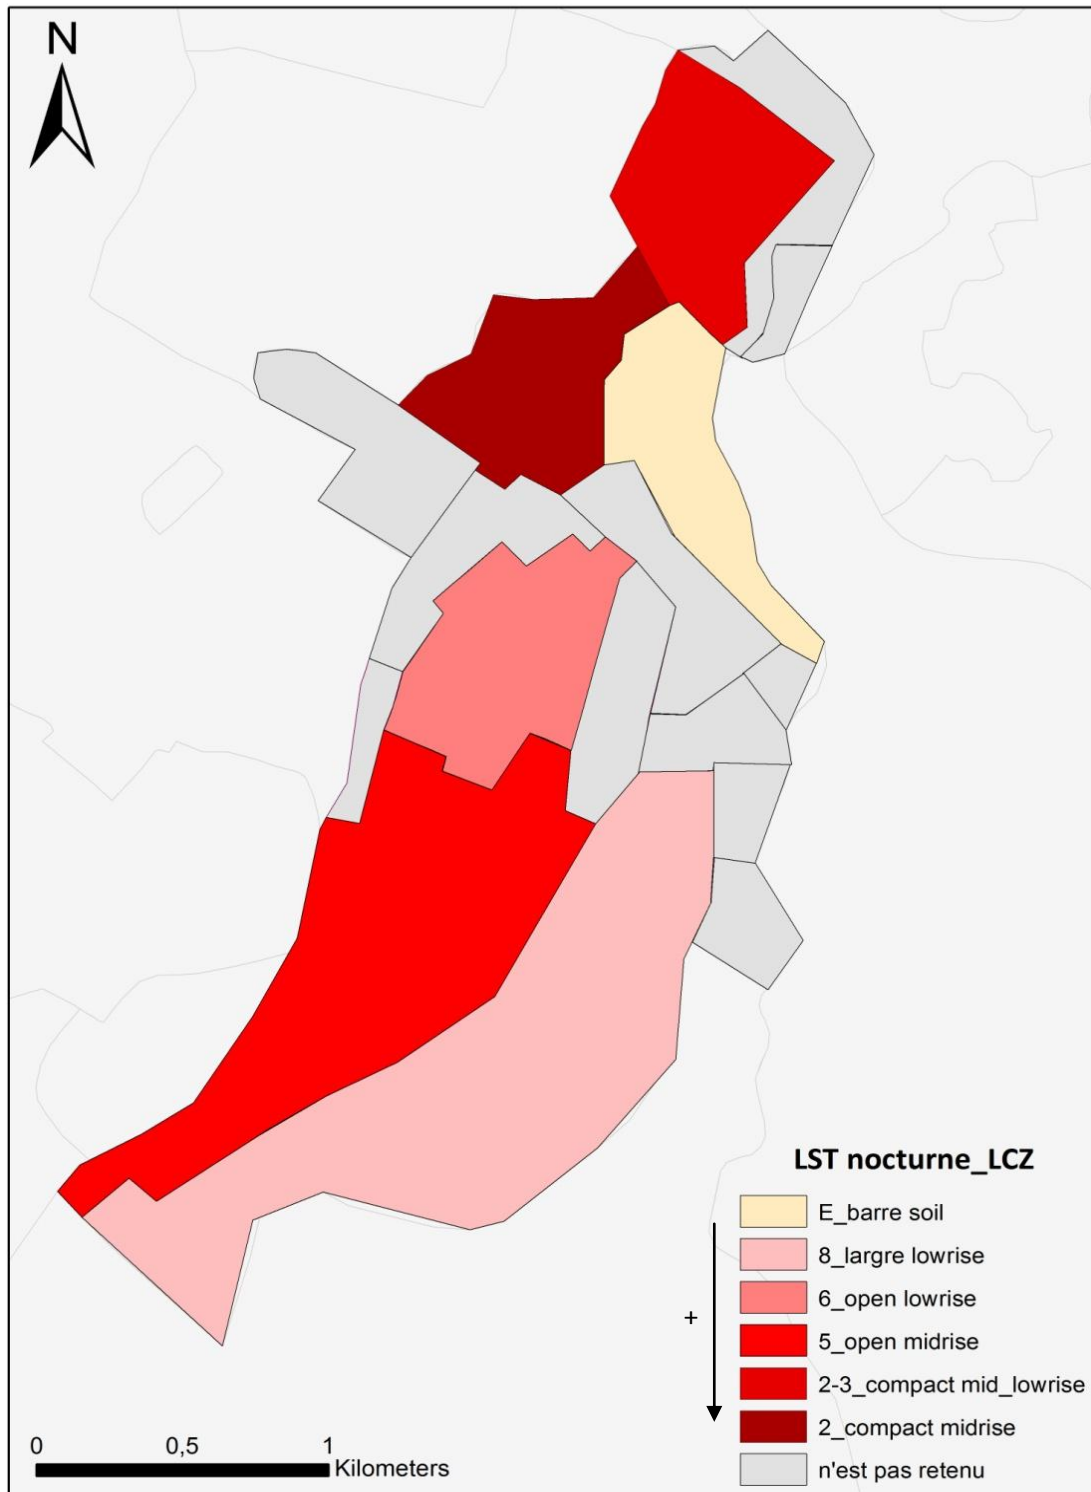 N
LST nocturne_LCZ
E_barre soil
8_largre lowrise
6_open lowrise
+
5_open midrise
2-3_compact mid_lowrise
2_compact midrise
n'est pas retenu
0 0,5 1
Kilometers